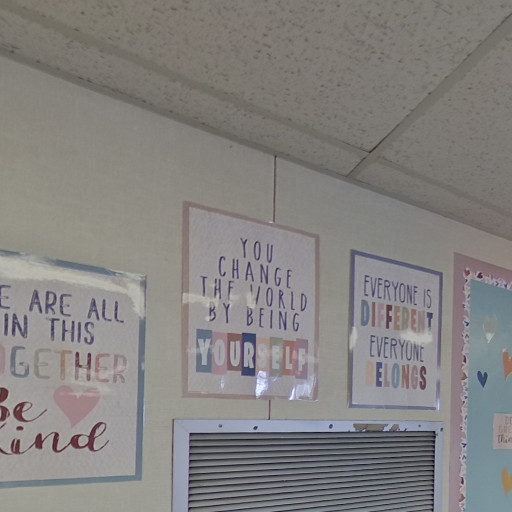 E ARE ALL
IN THIS
OGETHER
Be
Kind
YOU
CHANGE
THE WORLD
BY BEING
YOURSELF
EVERYONE IS
DIFFERENT
EVERYONE
BELONGS